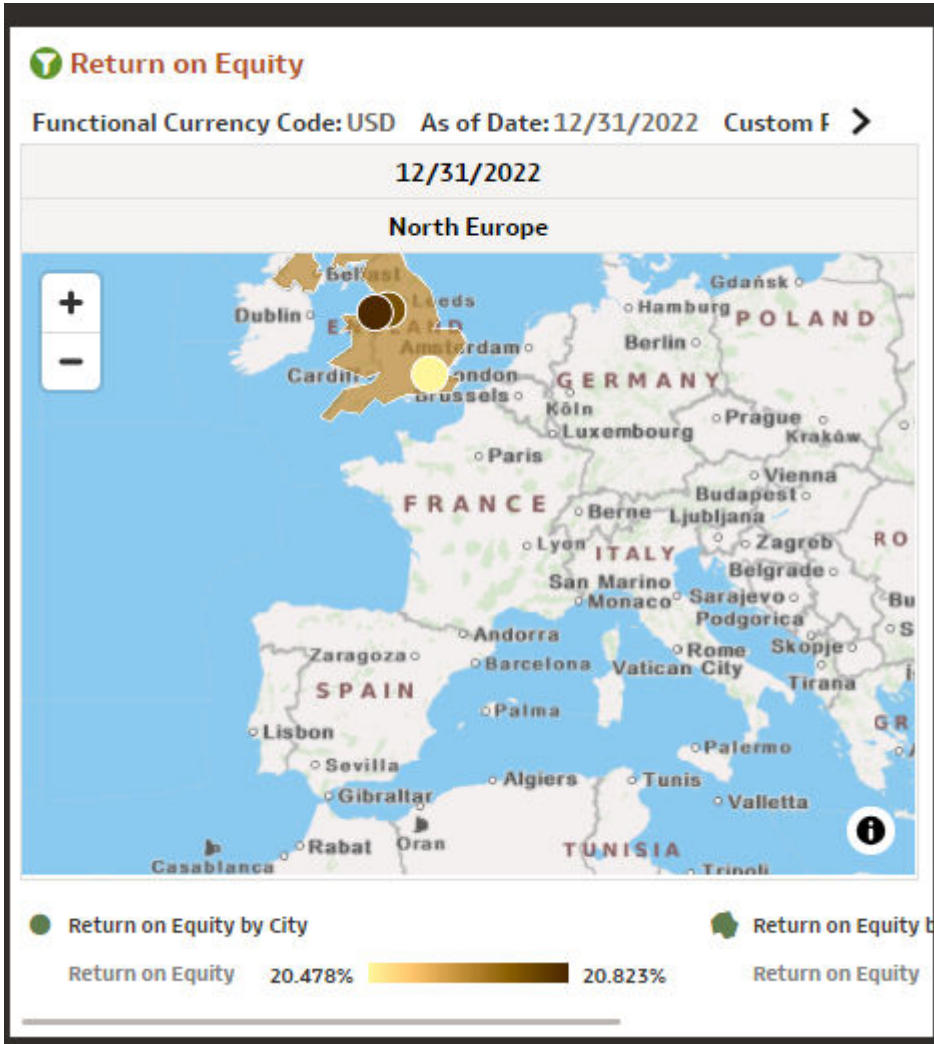 Return on Equity
Functional Currency Code: USD As of Date: 12/31/2022 Custom
12/31/2022
North Europe
+
−
Belfast
Gdańsk
Dublin
Leeds
Hamburg
POLAND
ENGLAND
Amsterdam
Berlin
Cardiff
London
GERMANY
Brussels
Köln
Prague
Luxembourg
Kraków
Paris
Vienna
Budapest
FRANCE
Berne
Ljubljana
Lyon
ITALY
Zagreb
RO
San Marino
Belgrade
Monaco
Sarajevo
Bu
Podgorica
Andorra
Rome
Skopje
S
Zaragoza
Barcelona
Vatican City
Tirana
SPAIN
Palma
GR
Lisbon
Palermo
Sevilla
Algiers
Tunis
Gibraltar
Valletta
Rabat
Oran
TUNISIA
Casablanca
Tripoli
Return on Equity by City
Return on Equity b
Return on Equity 20.478% 20.823%
Return on Equity